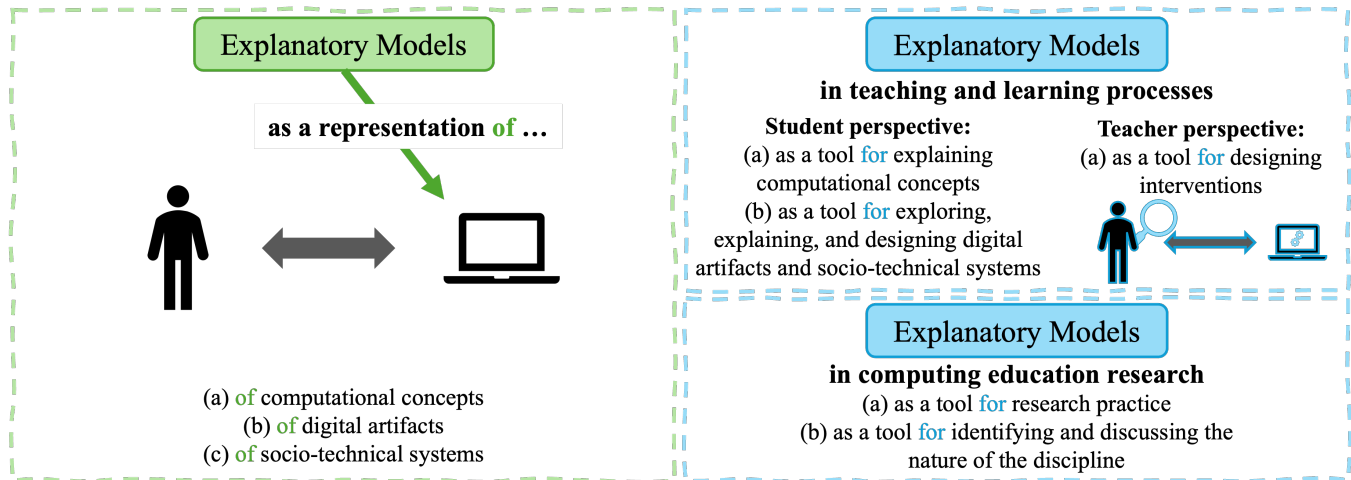 Explanatory Models
as a representation of …
(a) of computational concepts
(b) of digital artifacts
(c) of socio-technical systems
Explanatory Models
in teaching and learning processes
Student perspective:
(a) as a tool for explaining
computational concepts
(b) as a tool for exploring,
explaining, and designing digital
artifacts and socio-technical systems
Teacher perspective:
(a) as a tool for designing
interventions
Explanatory Models
in computing education research
(a) as a tool for research practice
(b) as a tool for identifying and discussing the
nature of the discipline